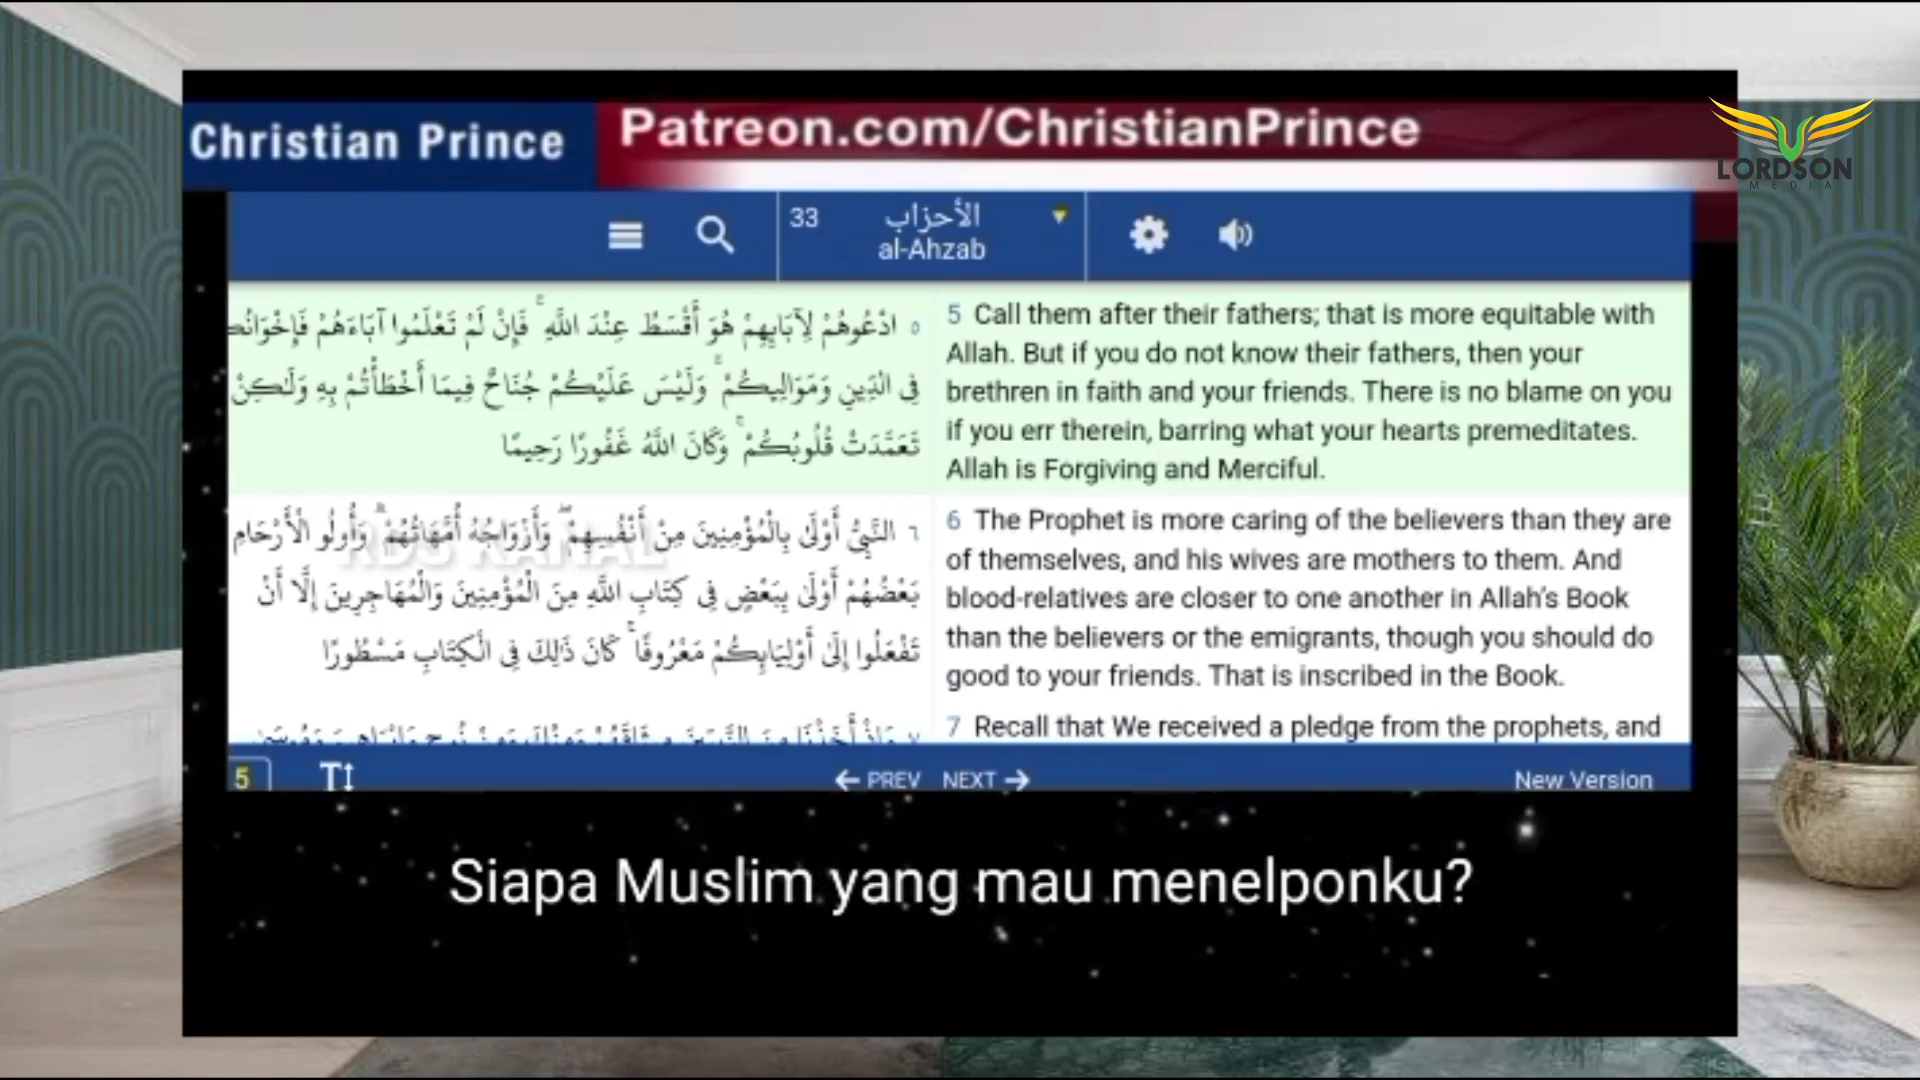 Christian Prince
Patreon.com/ChristianPrince
LORDSON
MEDIA
33
الأحزاب
al-Ahzab
٥ ادْعُوهُمْ لِآبَائِهِمْ هُوَ أَقْسَطُ عِنْدَ اللَّهِ ۚ فَإِنْ لَمْ تَعْلَمُوا آبَاءَهُمْ
فِي الدِّينِ وَمَوَالِيكُمْ ۚ وَلَيْسَ عَلَيْكُمْ جُنَاحٌ فِيمَا أَخْطَأْتُمْ بِهِ وَلَٰكِنْ
تَعَمَّدَتْ قُلُوبُكُمْ ۚ وَكَانَ اللَّهُ غَفُورًا رَحِيمًا
5 Call them after their fathers; that is more equitable with
Allah. But if you do not know their fathers, then your
brethren in faith and your friends. There is no blame on you
if you err therein, barring what your hearts premeditates.
Allah is Forgiving and Merciful.
٦ النَّبِيُّ أَوْلَىٰ بِالْمُؤْمِنِينَ مِنْ أَنْفُسِهِمْ ۖ وَأَزْوَاجُهُ أُمَّهَاتُهُمْ ۗ وَأُولُو الْأَرْحَامِ
بَعْضُهُمْ أَوْلَىٰ بِبَعْضٍ فِي كِتَابِ اللَّهِ مِنَ الْمُؤْمِنِينَ وَالْمُهَاجِرِينَ إِلَّا أَنْ
تَفْعَلُوا إِلَىٰ أَوْلِيَائِكُمْ مَعْرُوفًا ۚ كَانَ ذَٰلِكَ فِي الْكِتَابِ مَسْطُورًا
RDS KANAL
6 The Prophet is more caring of the believers than they are
of themselves, and his wives are mothers to them. And
blood-relatives are closer to one another in Allah's Book
than the believers or the emigrants, though you should do
good to your friends. That is inscribed in the Book.
7 Recall that We received a pledge from the prophets, and
5
T
PREV NEXT
New Version
Siapa Muslim yang mau menelponku?